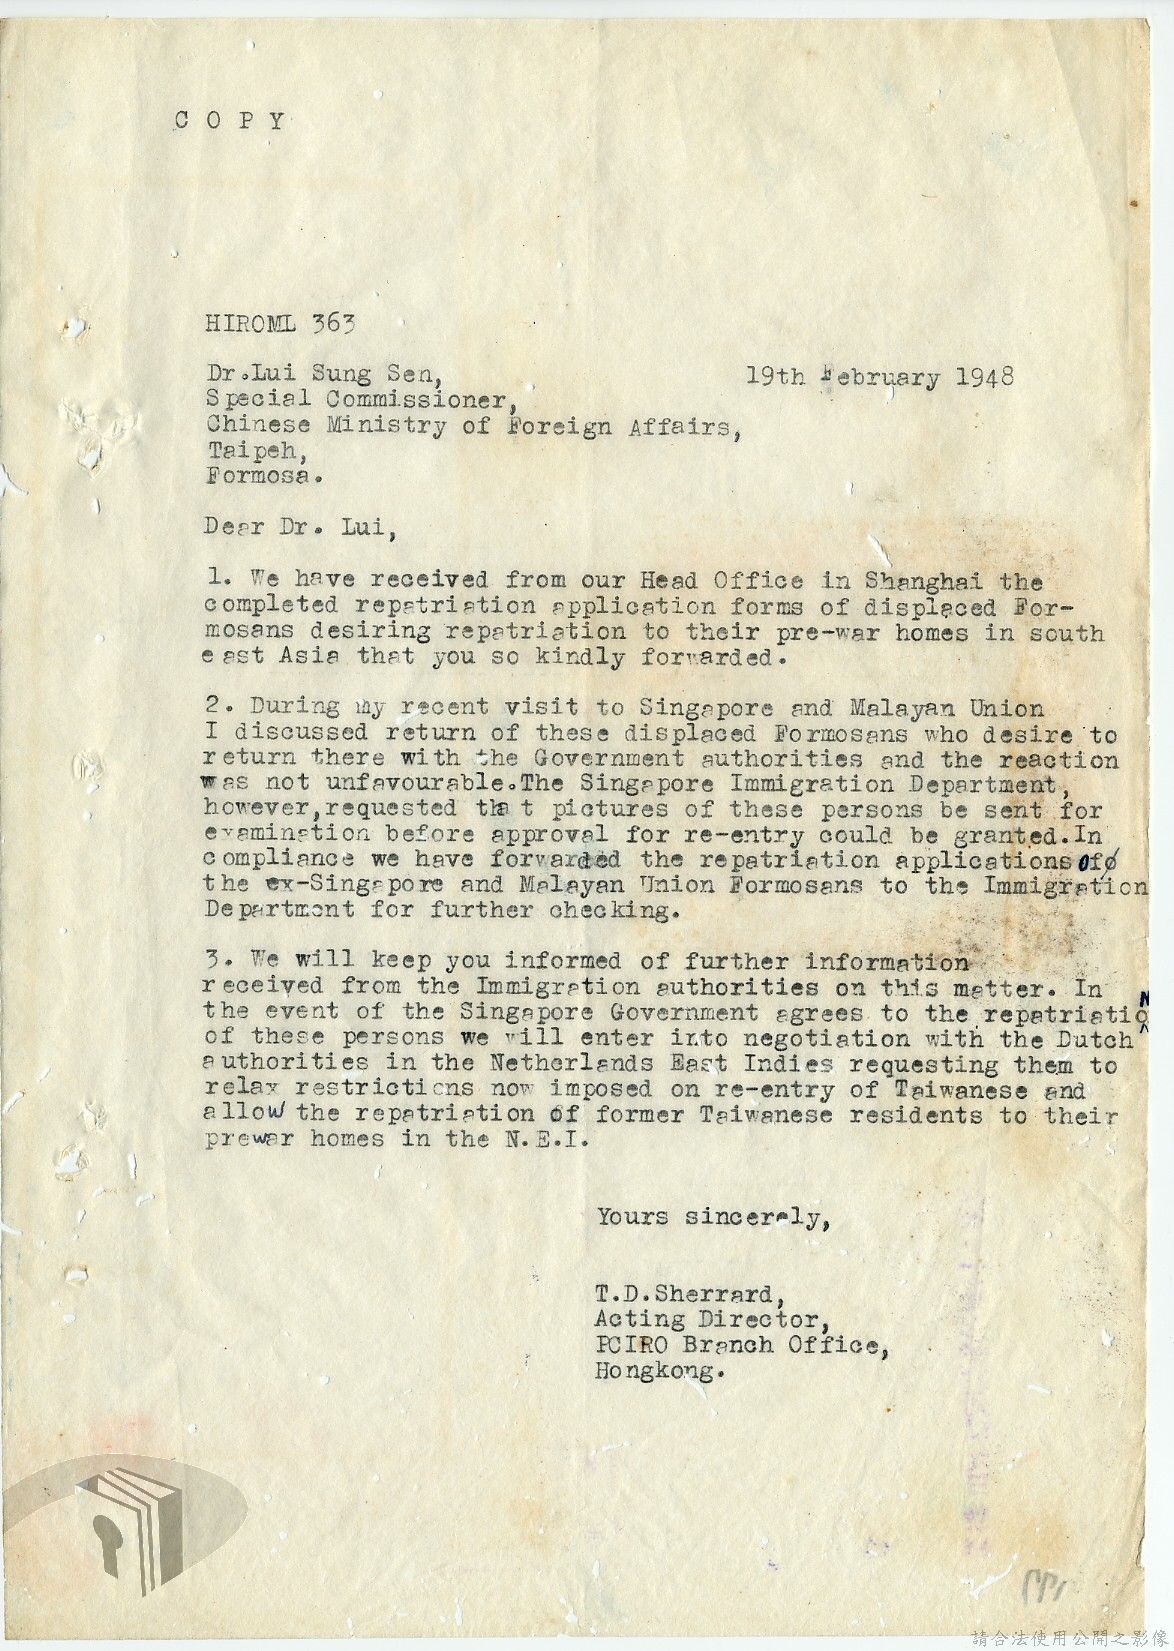 COPY
HIROML 363
Dr.Lui Sung Sen, 19th February 1948
Special Commissioner,
Chinese Ministry of Foreign Affairs,
Taipeh,
Formosa.
Dear Dr. Lui,
1. We have received from our Head Office in Shanghai the
completed repatriation application forms of displaced For-
mosans desiring repatriation to their pre-war homes in south
east Asia that you so kindly forwarded.
2. During my recent visit to Singapore and Malayan Union
I discussed return of these displaced Formosans who desire to
return there with the Government authorities and the reaction
was not unfavourable.The Singapore Immigration Department,
however,requested that pictures of these persons be sent for
examination before approval for re-entry could be granted.In
compliance we have forwarded the repatriation applications of
the ex-Singapore and Malayan Union Formosans to the Immigration
Department for further checking.
3. We will keep you informed of further information
received from the Immigration authorities on this matter. In
the event of the Singapore Government agrees to the repatriation
of these persons we will enter into negotiation with the Dutch
authorities in the Netherlands East Indies requesting them to
relax restrictions now imposed on re-entry of Taiwanese and
allow the repatriation of former Taiwanese residents to their
prewar homes in the N.E.I.
Yours sincerely,
T.D.Sherrard,
Acting Director,
PCIRO Branch Office,
Hongkong.
請合法使用公開之影像